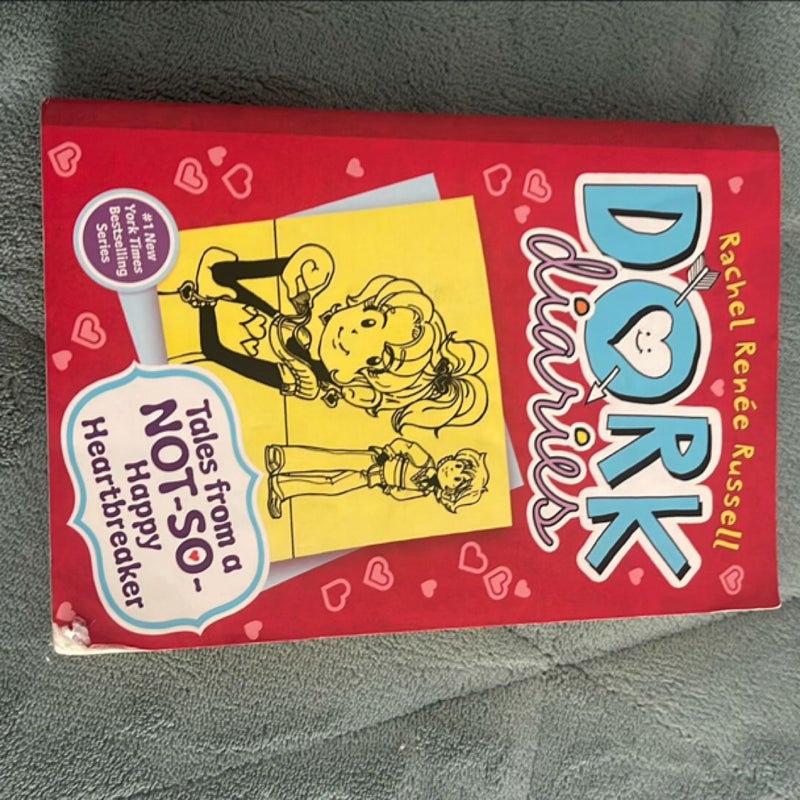 Rachel Renée Russell
DORK
diaries
#1 New
York Times
Bestselling
Series
Tales from a
NOT-SO-
Happy
Heartbreaker